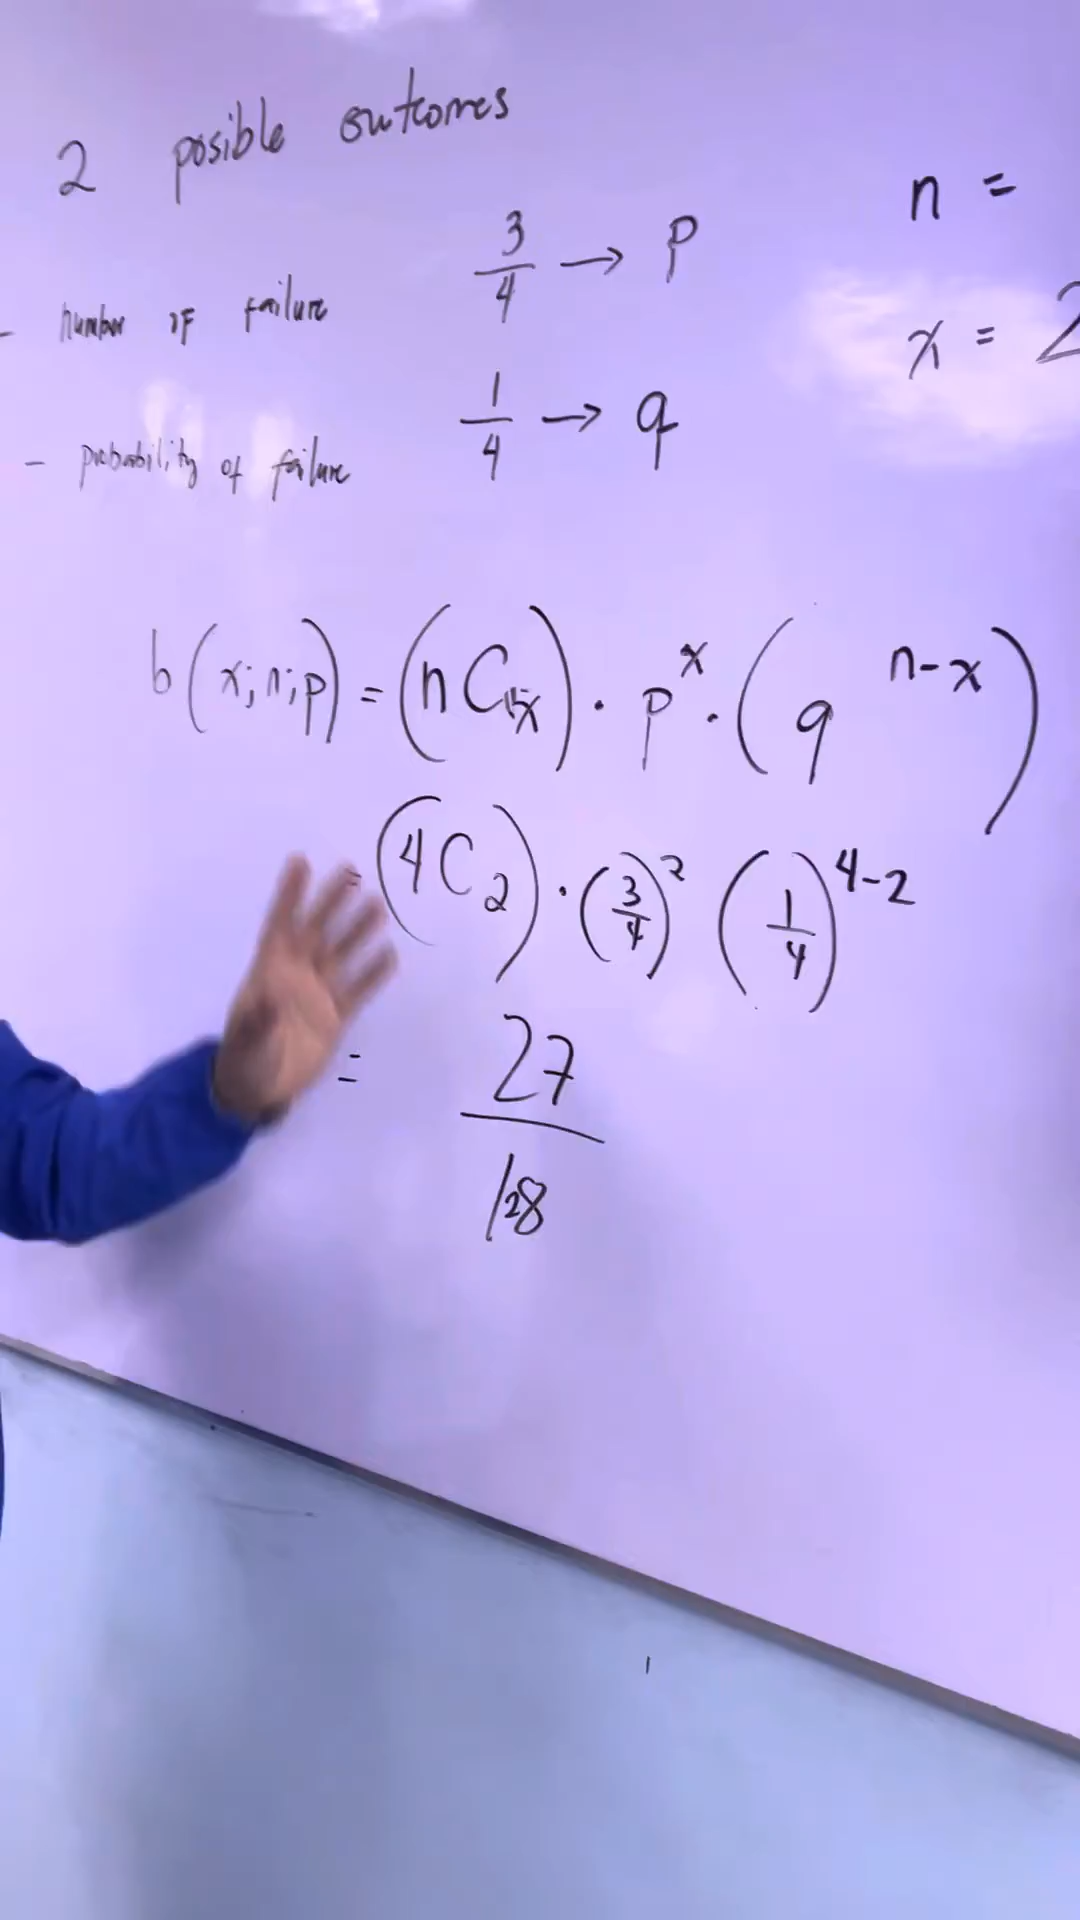 2 posible outcomes
n =
3/4 → p
- number of failure
x = 2
1/4 → q
- probability of failure
b(x;n;p) = (nCx) · p^x · (q^n-x)
= (4C2) · (3/4)^2 (1/4)^4-2
= 27/128